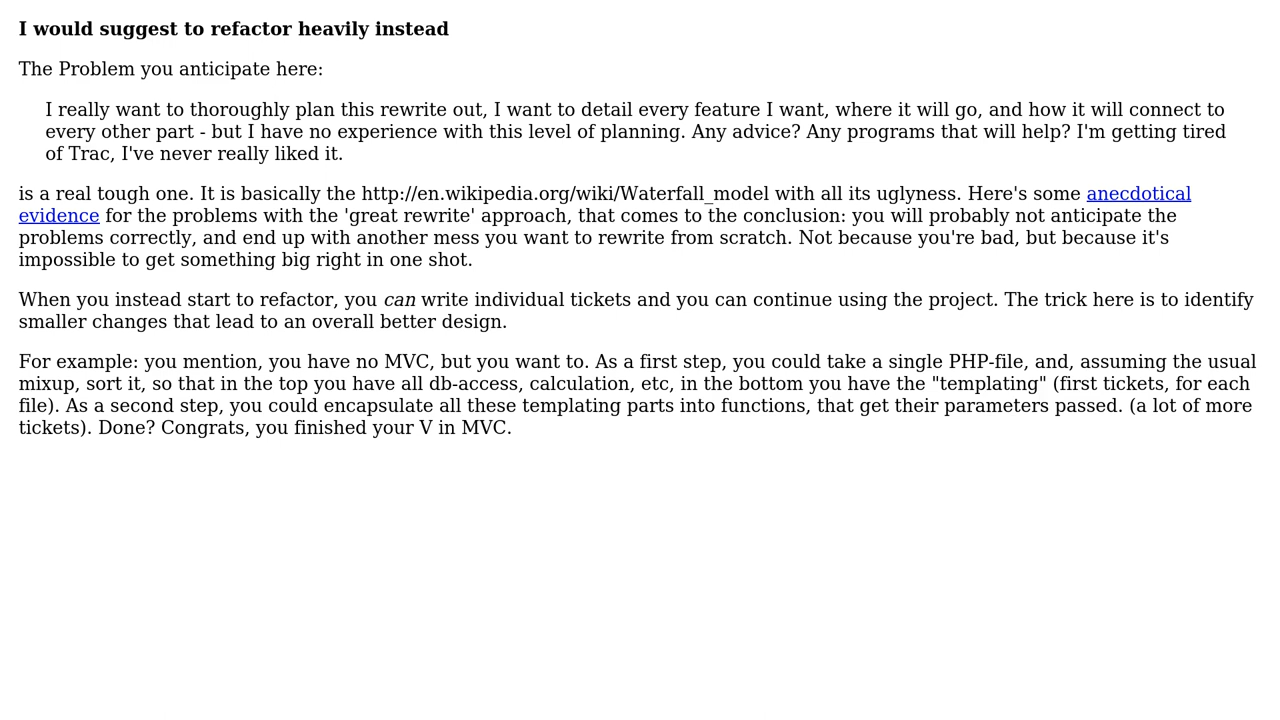 I would suggest to refactor heavily instead
The Problem you anticipate here:
I really want to thoroughly plan this rewrite out, I want to detail every feature I want, where it will go, and how it will connect to
every other part - but I have no experience with this level of planning. Any advice? Any programs that will help? I'm getting tired
of Trac, I've never really liked it.
is a real tough one. It is basically the http://en.wikipedia.org/wiki/Waterfall_model with all its uglyness. Here's some anecdotical
evidence for the problems with the 'great rewrite' approach, that comes to the conclusion: you will probably not anticipate the
problems correctly, and end up with another mess you want to rewrite from scratch. Not because you're bad, but because it's
impossible to get something big right in one shot.
When you instead start to refactor, you can write individual tickets and you can continue using the project. The trick here is to identify
smaller changes that lead to an overall better design.
For example: you mention, you have no MVC, but you want to. As a first step, you could take a single PHP-file, and, assuming the usual
mixup, sort it, so that in the top you have all db-access, calculation, etc, in the bottom you have the "templating" (first tickets, for each
file). As a second step, you could encapsulate all these templating parts into functions, that get their parameters passed. (a lot of more
tickets). Done? Congrats, you finished your V in MVC.